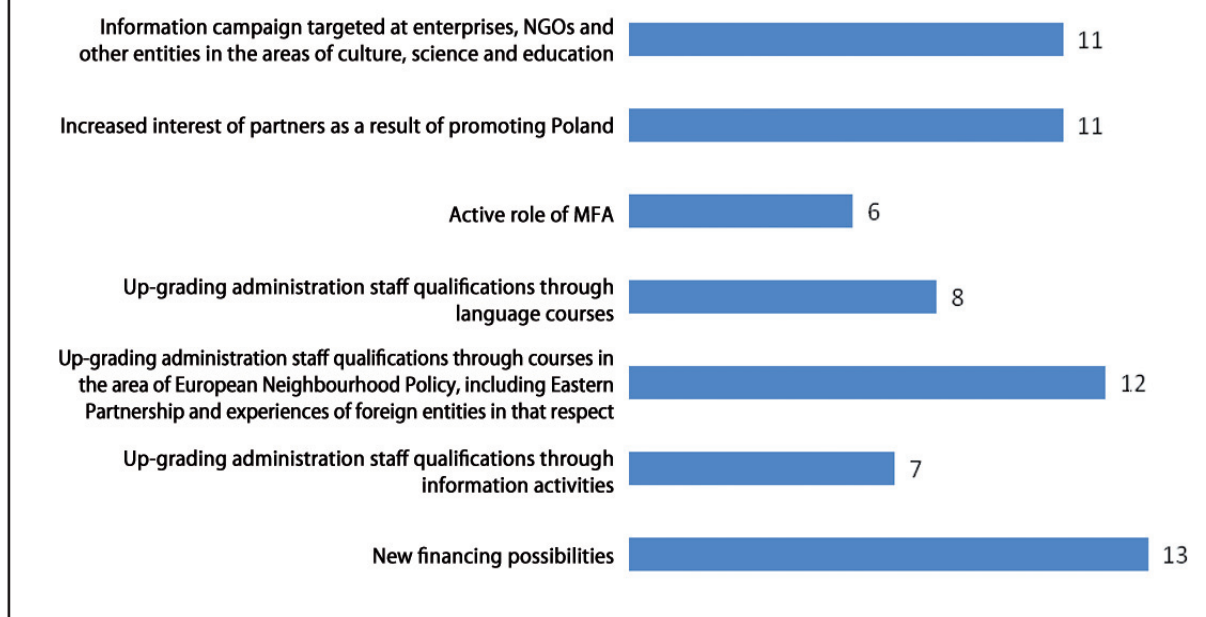 Information campaign targeted at enterprises, NGOs and
other entities in the areas of culture, science and education
11
Increased interest of partners as a result of promoting Poland
11
Active role of MFA
6
Up-grading administration staff qualifications through
language courses
8
Up-grading administration staff qualifications through courses in
the area of European Neighbourhood Policy, including Eastern
Partnership and experiences of foreign entities in that respect
12
Up-grading administration staff qualifications through
information activities
7
New financing possibilities
13